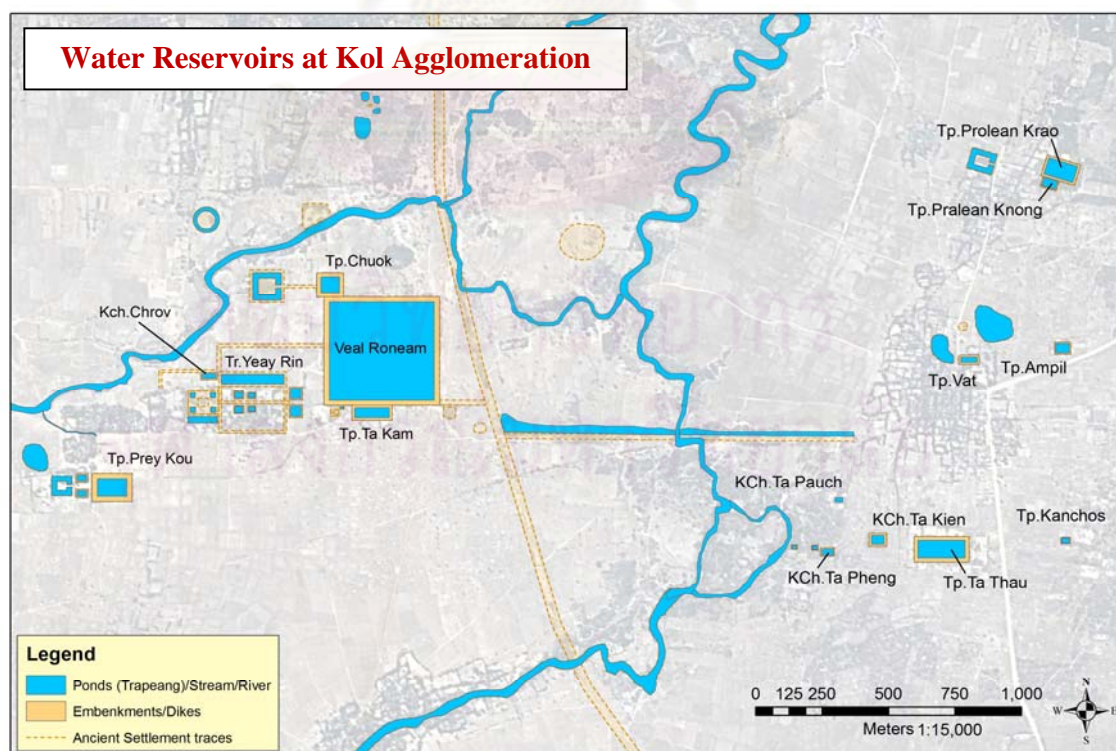 Water Reservoirs at Kol Agglomeration
Tp.Prolean Krao
Tp.Pralean Knong
Tp.Chuok
Kch.Chrov
Veal Roneam
Tr.Yeay Rin
Tp.Vat
Tp.Ampil
Tp.Ta Kam
Tp.Prey Kou
KCh.Ta Pauch
KCh.Ta Kien
Tp.Kanchos
KCh.Ta Pheng
Tp.Ta Thau
Legend
Ponds (Trapeang)/Stream/River
Embenkments/Dikes
Ancient Settlement traces
0 125 250 500 750 1,000
Meters 1:15,000
N
W E
S